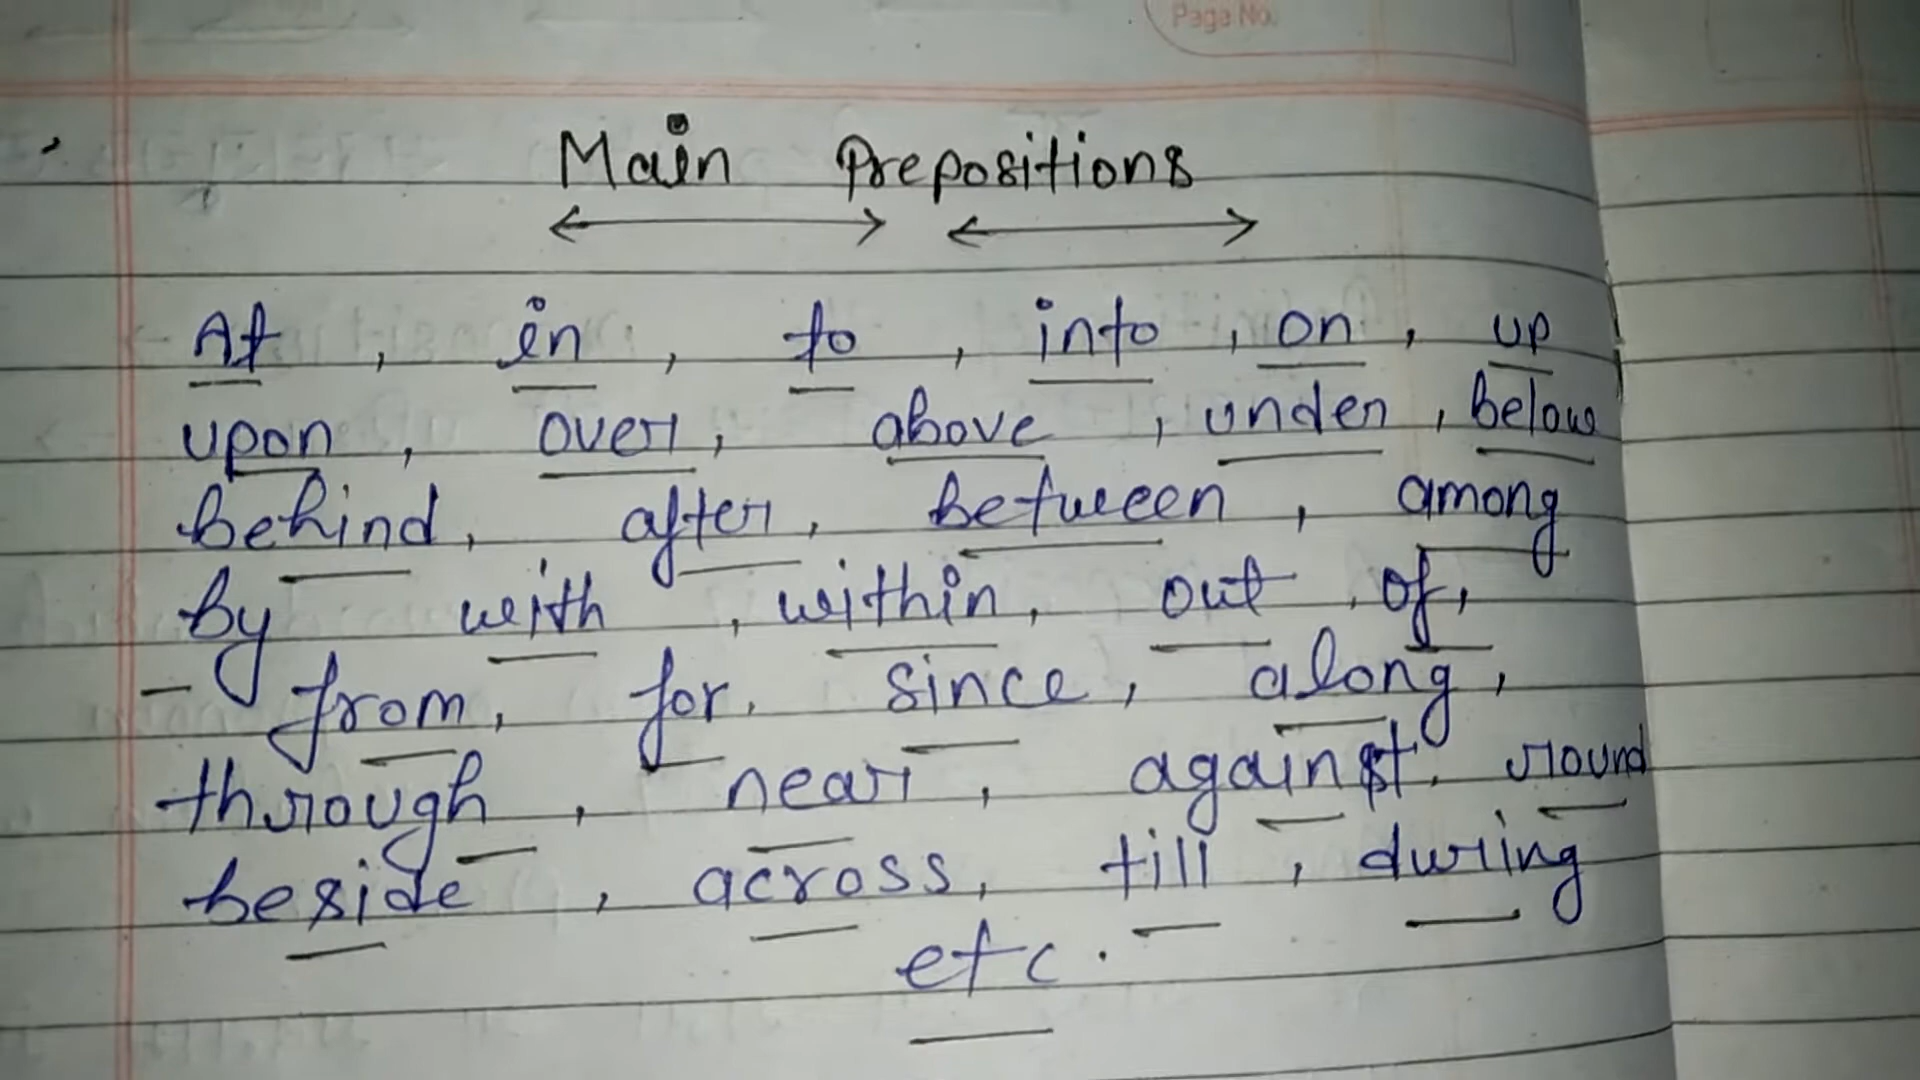 Page No.
Main Prepositions
At, in, to, into, on, up
upon, over, above, under, below
behind, after, between, among
by with, within, out, of,
from, for, since, along,
through, near, against, round
beside, across, till, during
etc.